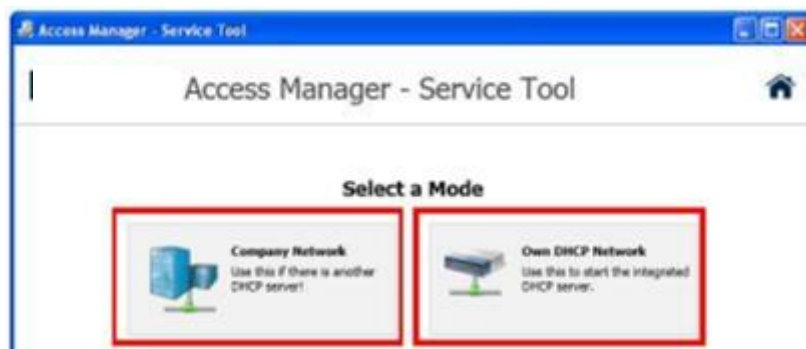 Access Manager - Service Tool
Access Manager - Service Tool
Select a Mode
Company Network
Use this if there is another
DHCP server!
Own DHCP Network
Use this to start the integrated
DHCP server.